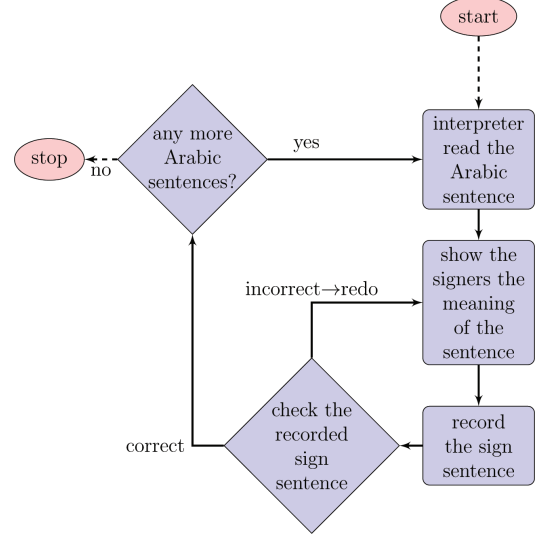 start
interpreter
read the
Arabic
sentence
any more
Arabic
sentences?
yes
stop
no
show the
signers the
meaning
of the
sentence
incorrect→redo
check the
recorded
sign
sentence
record
the sign
sentence
correct